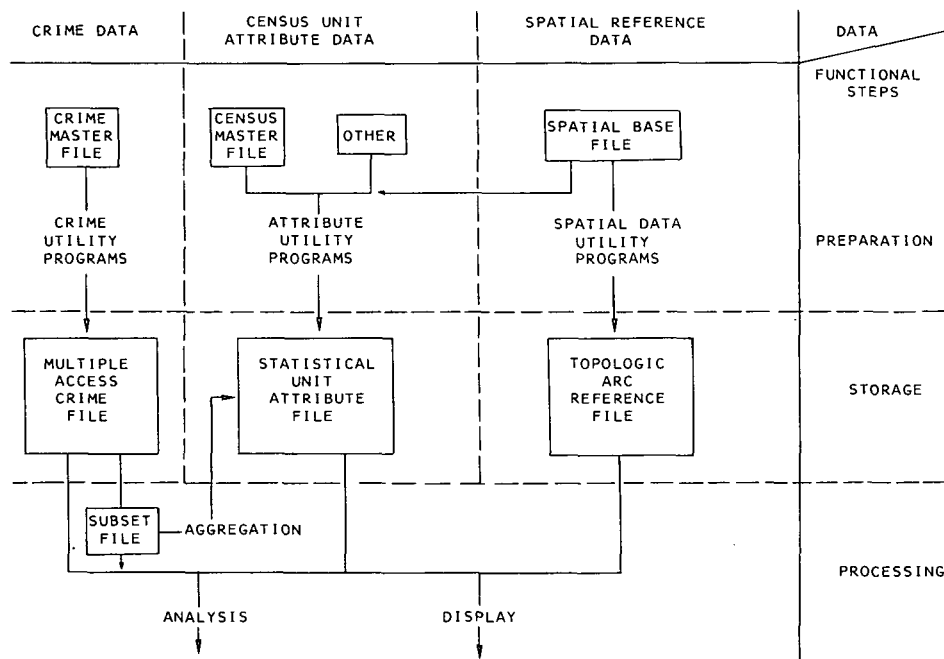 CRIME DATA
CENSUS UNIT
ATTRIBUTE DATA
SPATIAL REFERENCE
DATA
DATA
FUNCTIONAL
STEPS
CRIME
MASTER
FILE
CENSUS
MASTER
FILE
OTHER
SPATIAL BASE
FILE
CRIME
UTILITY
PROGRAMS
ATTRIBUTE
UTILITY
PROGRAMS
SPATIAL DATA
UTILITY
PROGRAMS
PREPARATION
MULTIPLE
ACCESS
CRIME
FILE
STATISTICAL
UNIT
ATTRIBUTE
FILE
TOPOLOGIC
ARC
REFERENCE
FILE
STORAGE
SUBSET
FILE
AGGREGATION
PROCESSING
ANALYSIS
DISPLAY